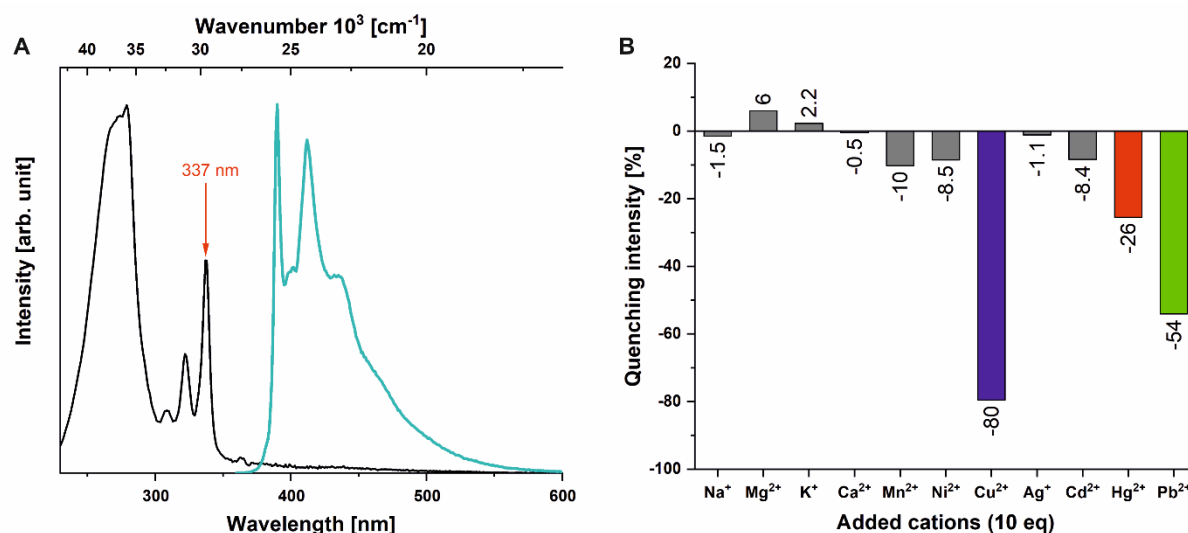 A
Wavenumber 10³ [cm⁻¹]
40 35 30 25 20
337 nm
Intensity [arb. unit]
300 400 500 600
Wavelength [nm]
B
20
0
-20
-40
-60
-80
-100
Quenching intensity [%]
-1.5
6
2.2
-0.5
-10
-8.5
-80
-1.1
-8.4
-26
-54
Na⁺ Mg²⁺ K⁺ Ca²⁺ Mn²⁺ Ni²⁺ Cu²⁺ Ag⁺ Cd²⁺ Hg²⁺ Pb²⁺
Added cations (10 eq)